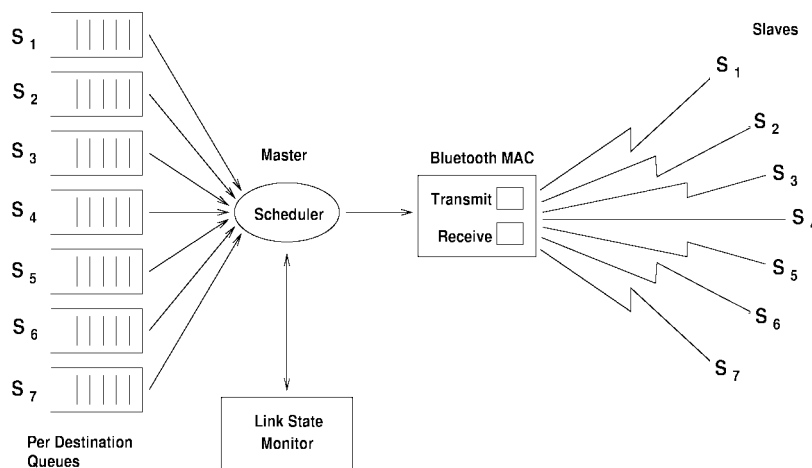 S 1
S 2
S 3
S 4
S 5
S 6
S 7
Per Destination
Queues
Master
Scheduler
Link State
Monitor
Bluetooth MAC
Transmit
Receive
Slaves
S 1
S 2
S 3
S
S 5
S 6
S 7